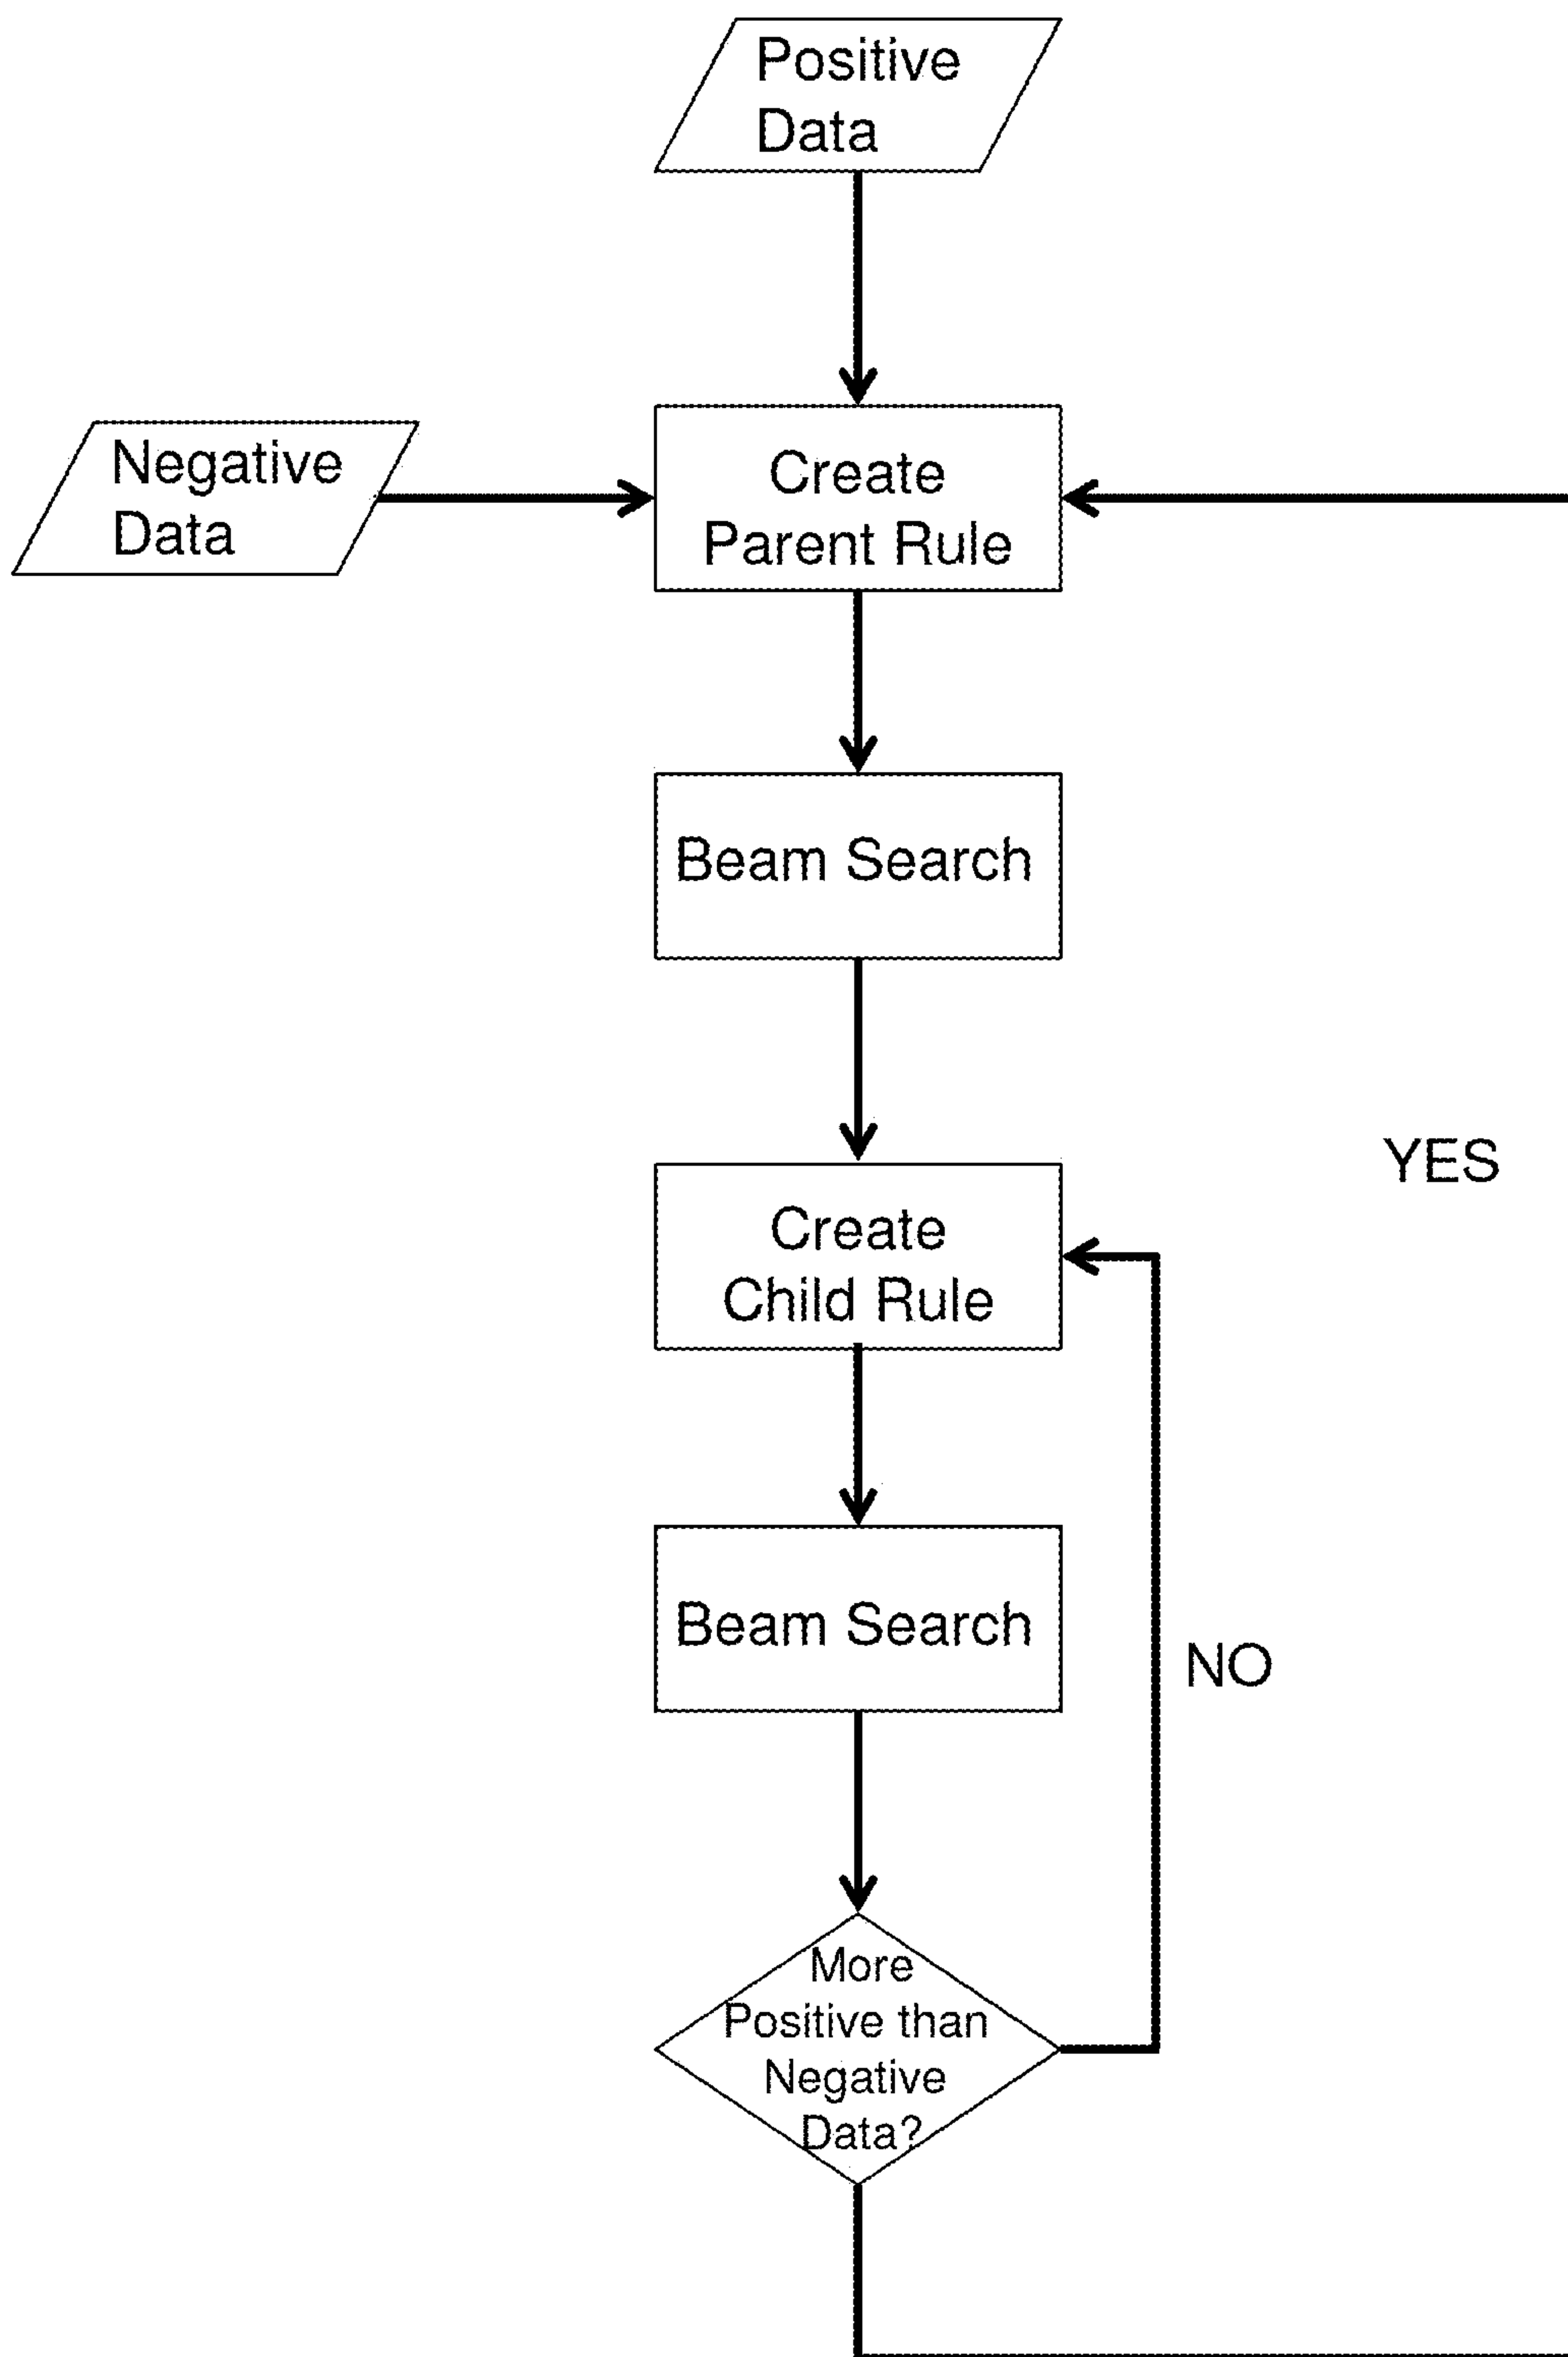 Positive
Data
Negative
Data
Create
Parent Rule
Beam Search
Create
Child Rule
YES
Beam Search
NO
More
Positive than
Negative
Data?